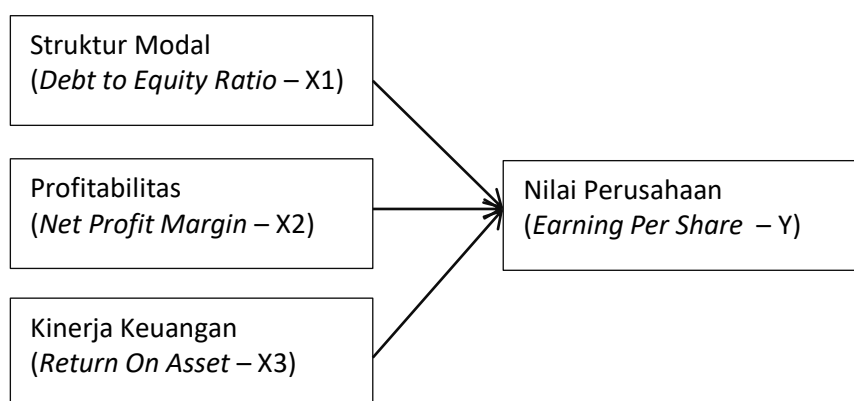 Struktur Modal
(Debt to Equity Ratio – X1)
Profitabilitas
(Net Profit Margin – X2)
Nilai Perusahaan
(Earning Per Share – Y)
Kinerja Keuangan
(Return On Asset – X3)